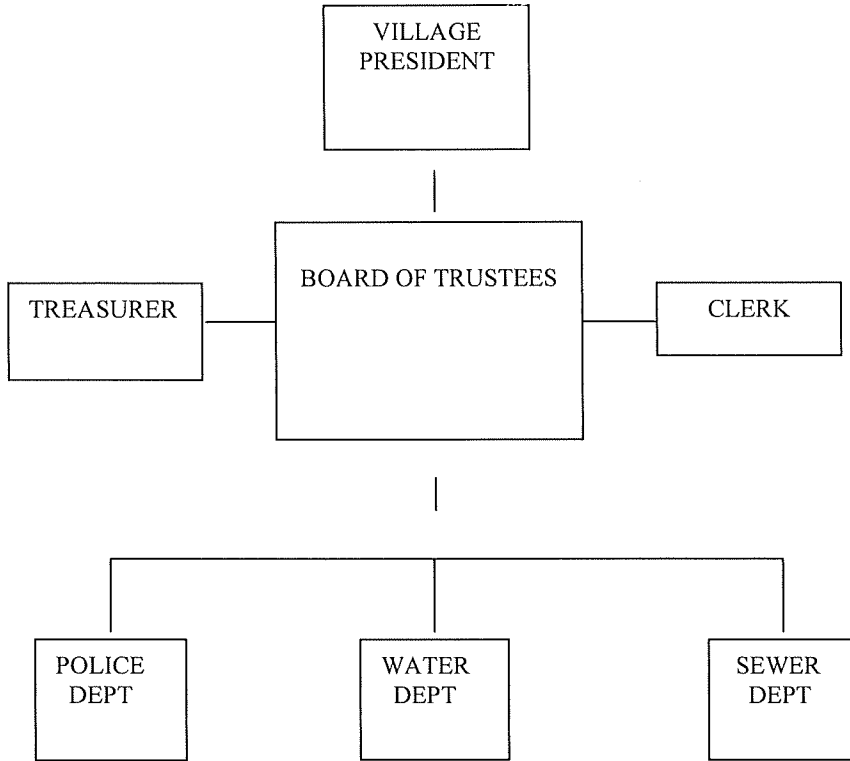 VILLAGE
PRESIDENT
BOARD OF TRUSTEES
TREASURER
CLERK
POLICE
DEPT
WATER
DEPT
SEWER
DEPT